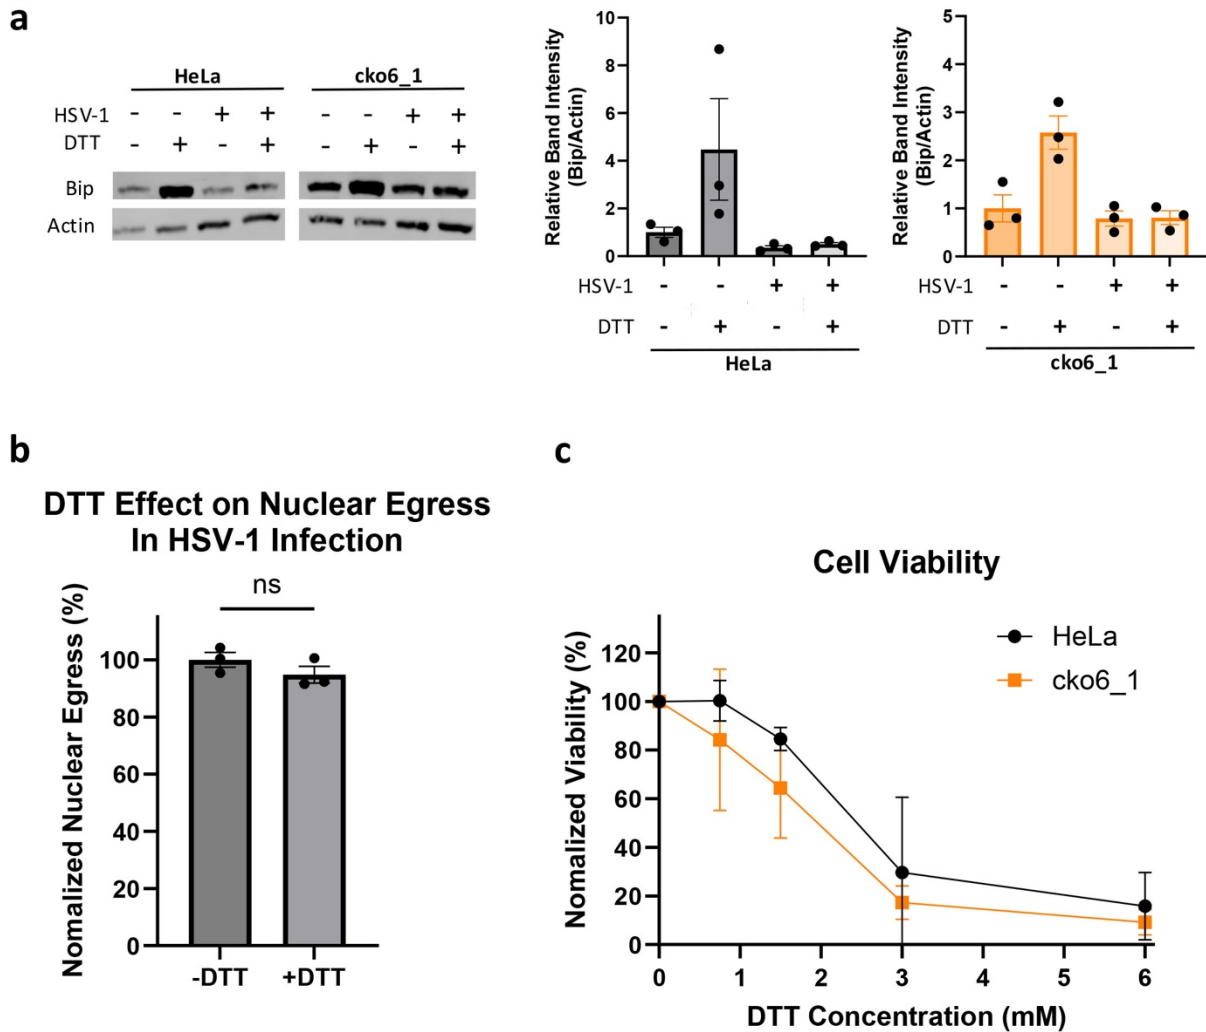 a
HeLa cko6_1
HSV-1 - - + + - - + +
DTT - + - + - + - +
Bip
Actin
Relative Band Intensity
(Bip/Actin)
10
8
6
4
2
0
HSV-1 - - + +
DTT - + - +
HeLa
Relative Band Intensity
(Bip/Actin)
5
4
3
2
1
0
HSV-1 - - + +
DTT - + - +
cko6_1
b
DTT Effect on Nuclear Egress
In HSV-1 Infection
ns
Nomalized Nuclear Egress (%)
100
80
60
40
20
0
-DTT +DTT
c
Cell Viability
HeLa
cko6_1
Nomalized Viability (%)
120
100
80
60
40
20
0
0 1 2 3 4 5 6
DTT Concentration (mM)